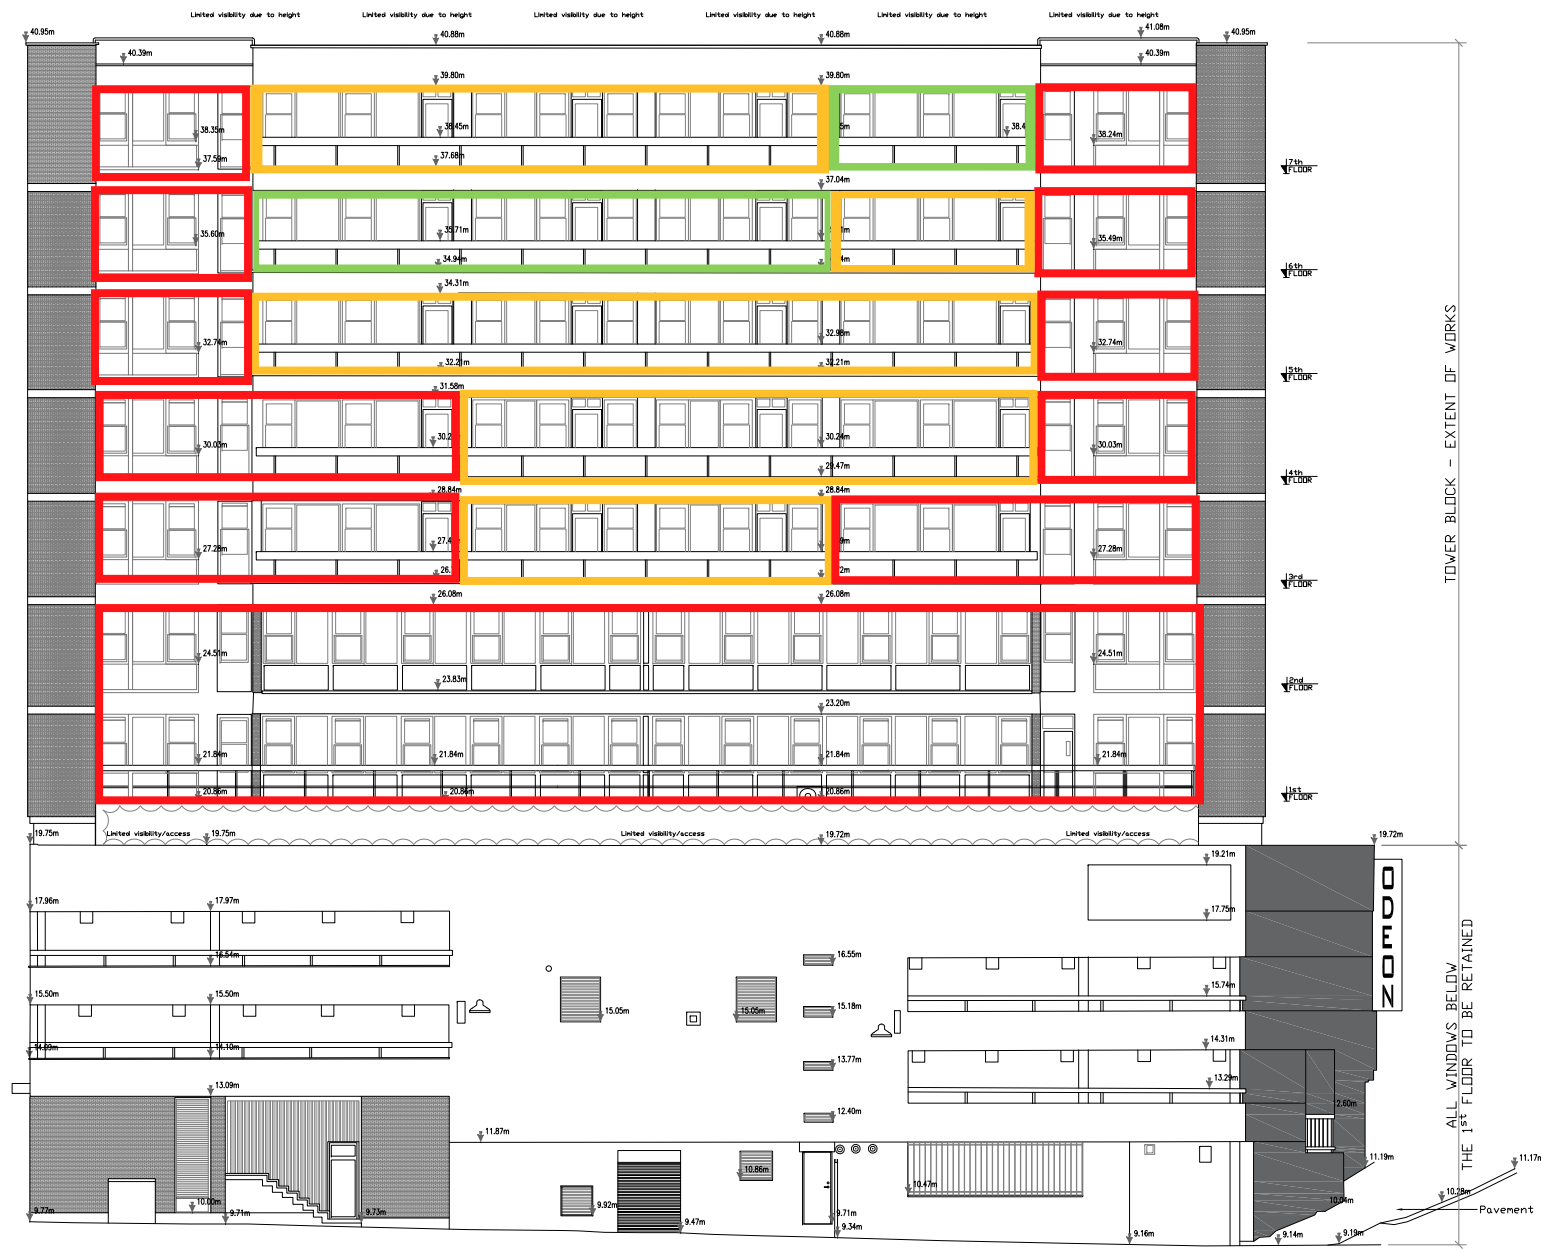 Limited visibility due to height
Limited visibility due to height
Limited visibility due to height
Limited visibility due to height
Limited visibility due to height
Limited visibility due to height
40.95m
40.88m
40.88m
41.08m
40.95m
40.39m
40.39m
39.80m
39.80m
38.35m
38.45m
38.24m
37.59m
37.68m
7th
FLOOR
37.04m
35.60m
35.71m
35.49m
34.94m
6th
FLOOR
34.31m
32.74m
32.98m
32.74m
32.21m
32.21m
5th
FLOOR
31.58m
30.03m
30.24m
30.03m
29.47m
4th
FLOOR
28.84m
28.84m
27.28m
27.28m
3rd
FLOOR
26.08m
26.08m
24.51m
24.51m
23.83m
2nd
FLOOR
23.20m
21.84m
21.84m
21.84m
21.84m
20.86m
20.86m
20.86m
1st
FLOOR
TOWER BLOCK - EXTENT OF WORKS
19.75m
Limited visibility/access
19.75m
Limited visibility/access
19.72m
Limited visibility/access
19.72m
19.21m
17.96m
17.97m
17.75m
ODEON
16.54m
16.55m
15.74m
15.50m
15.50m
15.05m
15.05m
15.18m
14.09m
14.10m
14.31m
13.77m
13.29m
13.09m
12.40m
2.60m
11.87m
11.19m
11.17m
10.86m
10.47m
10.28m
10.00m
10.04m
9.77m
9.71m
9.73m
9.92m
9.47m
9.71m
9.34m
9.16m
9.14m
9.19m
Pavement
ALL WINDOWS BELOW
THE 1st FLOOR TO BE RETAINED